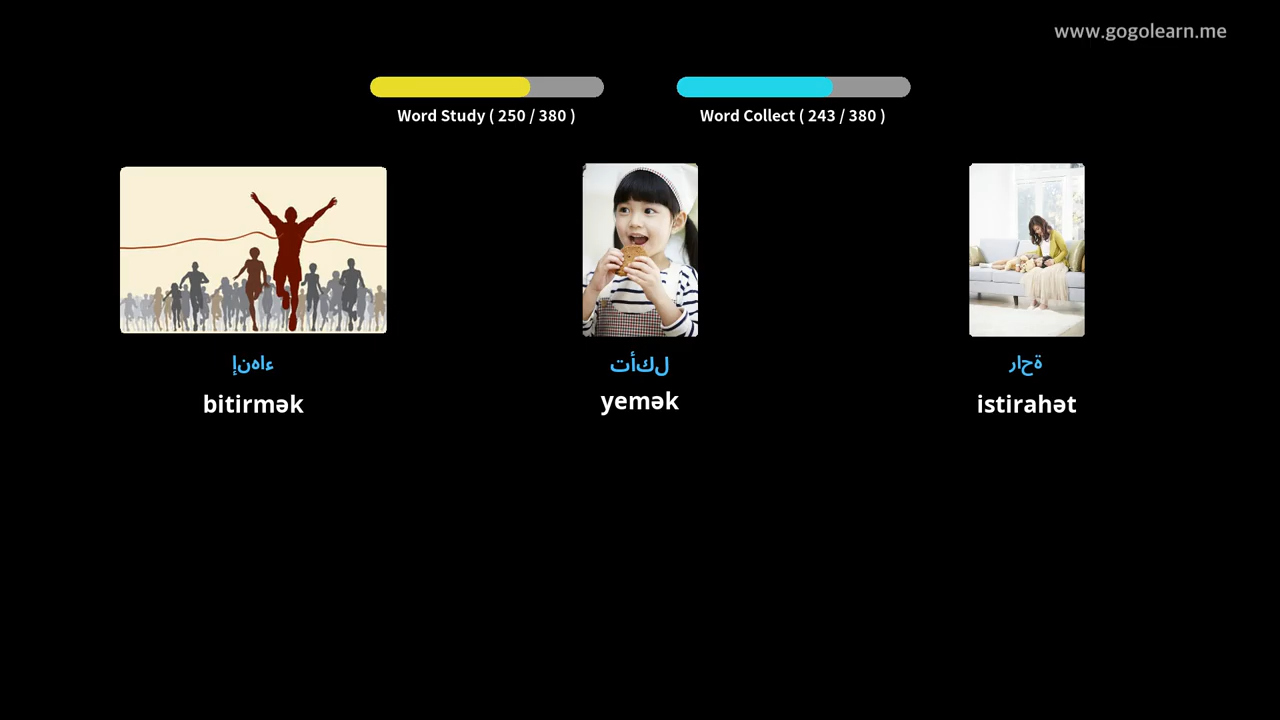 www.gogolearn.me
Word Study ( 250 / 380 )
Word Collect ( 243 / 380 )
ءاهنإ
لكأت
ةحار
bitirmək
yemək
istirahət